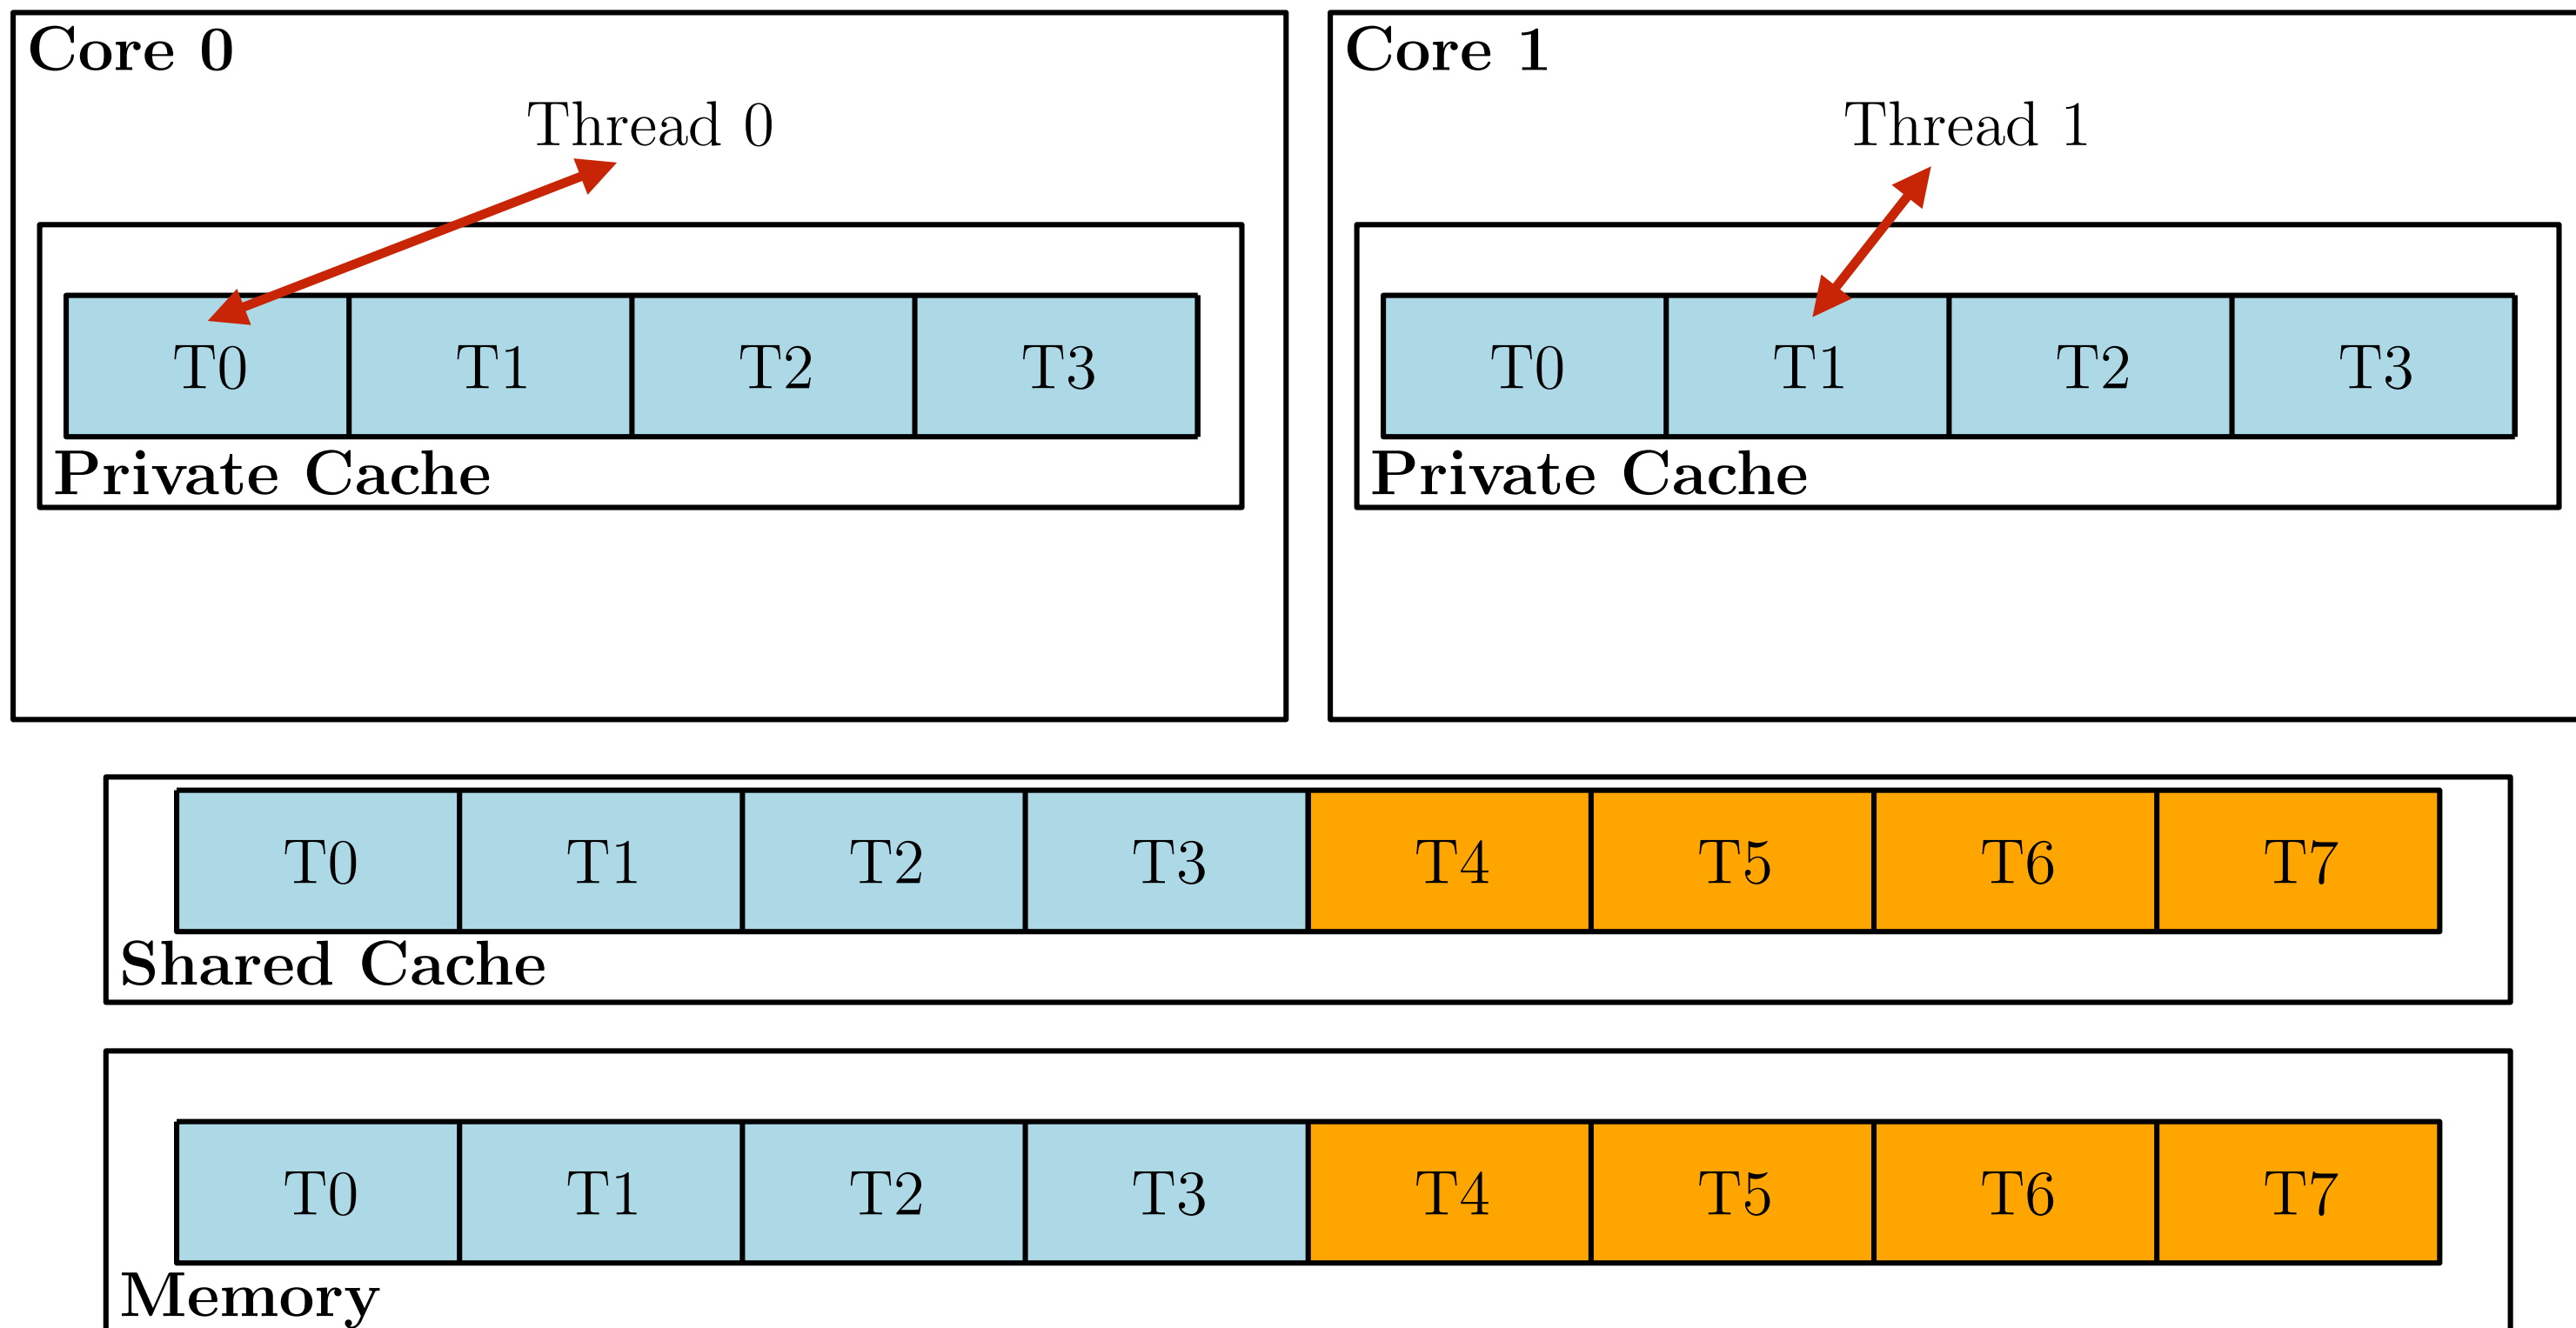 Core 0
Thread 0
T0 T1 T2 T3
Private Cache
Core 1
Thread 1
T0 T1 T2 T3
Private Cache
T0 T1 T2 T3 T4 T5 T6 T7
Shared Cache
T0 T1 T2 T3 T4 T5 T6 T7
Memory